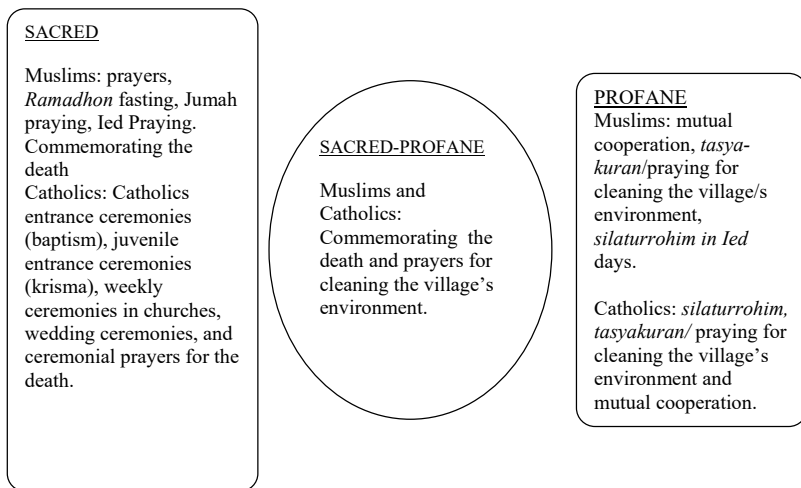 SACRED
Muslims: prayers,
Ramadhon fasting, Jumah
praying, Ied Praying.
Commemorating the
death
Catholics: Catholics
entrance ceremonies
(baptism), juvenile
entrance ceremonies
(krisma), weekly
ceremonies in churches,
wedding ceremonies, and
ceremonial prayers for the
death.
SACRED-PROFANE
Muslims and
Catholics:
Commemorating the
death and prayers for
cleaning the village's
environment.
PROFANE
Muslims: mutual
cooperation, tasya-
kuran/praying for
cleaning the village/s
environment,
silaturrohim in Ied
days.
Catholics: silaturrohim,
tasyakuran/ praying for
cleaning the village's
environment and
mutual cooperation.